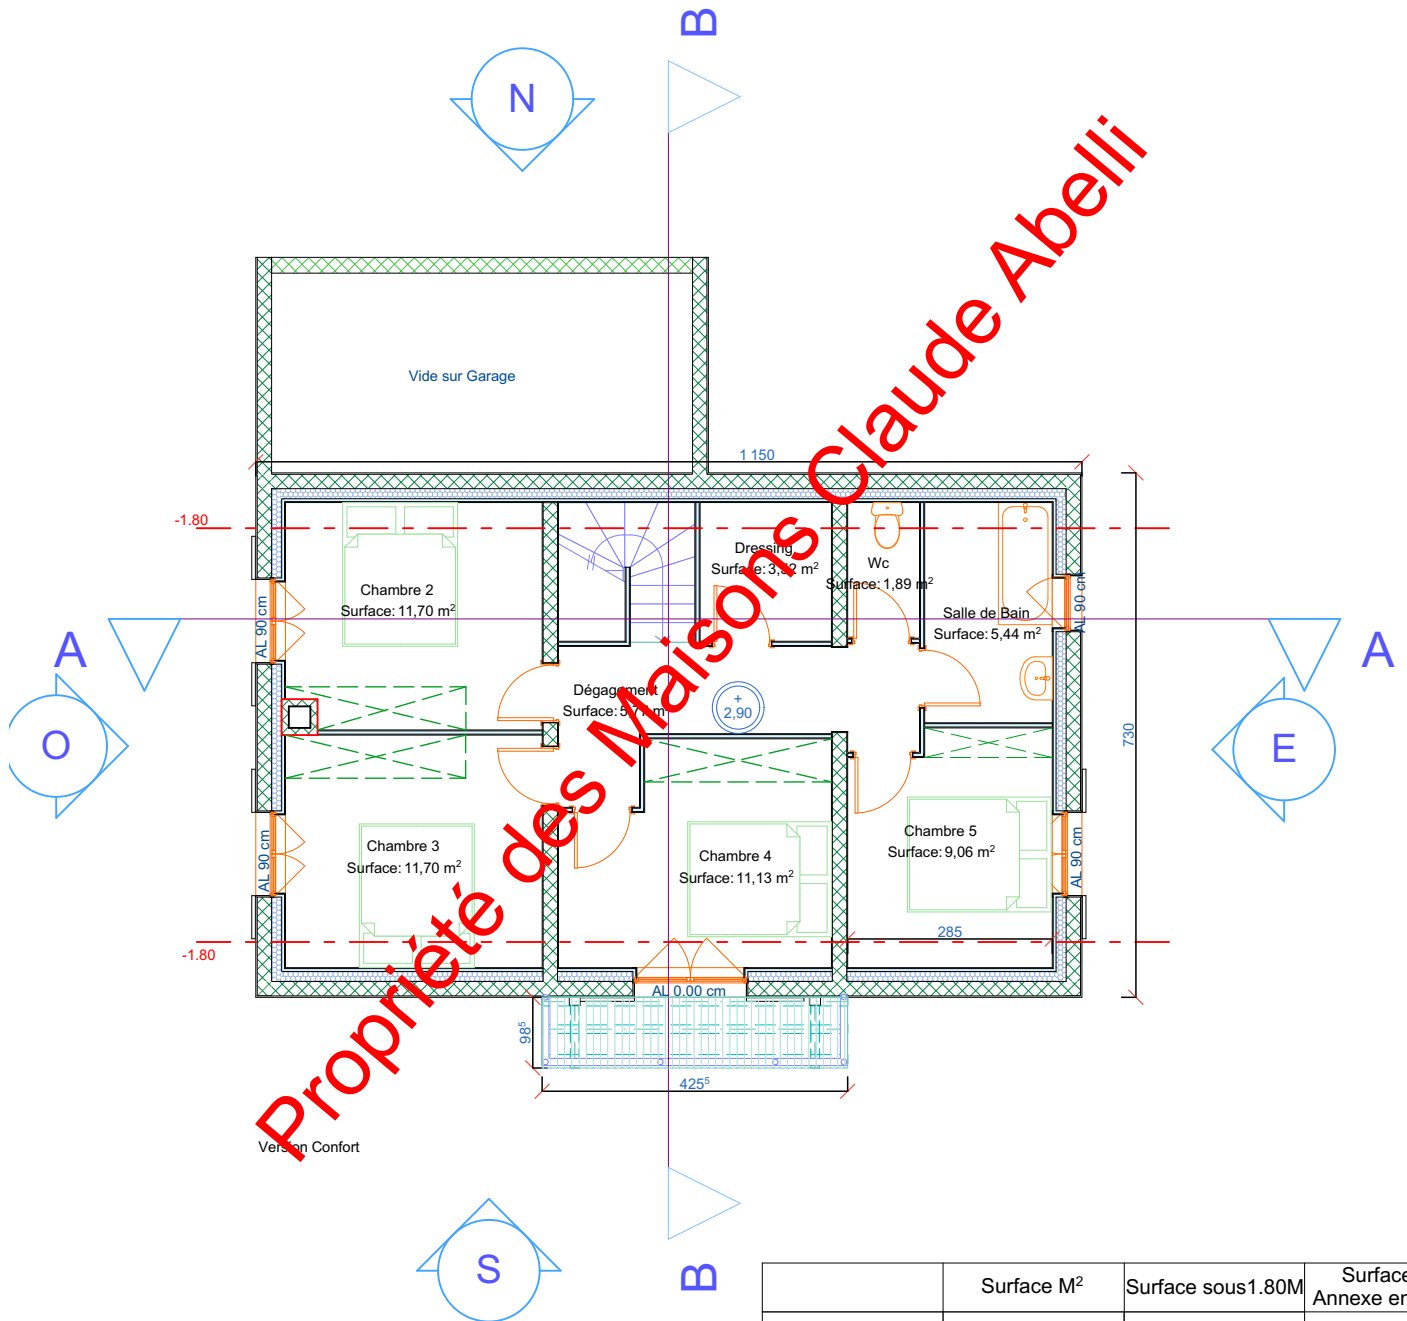 B
N
Propriété des Maisons Claude Abelli
Vide sur Garage
1 150
-1.80
Dressing
Wc
Surface: 1,89 m²
Chambre 2
Surface: 11,70 m²
Salle de Bain
Surface: 5,44 m²
AL 90 cm
AL 90 cm
A
A
Dégagement
+
2,90
O
E
730
Chambre 3
Surface: 11,70 m²
Chambre 4
Surface: 11,13 m²
Chambre 5
Surface: 9,06 m²
AL 90 cm
AL 90 cm
285
-1.80
AL 0.00 cm
98⁵
425⁵
Version Confort
S
B
Surface M²
Surface sous1.80M
Surface
Annexe